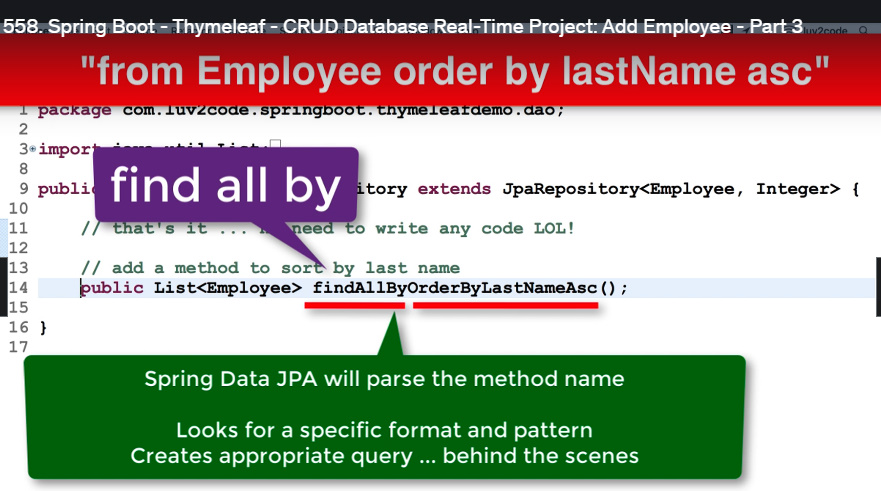 558. Spring Boot - Thymeleaf - CRUD Database Real-Time Project: Add Employee - Part 3
luv2code
"from Employee order by lastName asc"
1 package com.luv2code.springboot.thymeleafdemo.dao;
2
3 import java.util.List;
8
find all by
9 publi itory extends JpaRepository<Employee, Integer> {
10
11 // that's it ... need to write any code LOL!
12
13 // add a method to sort by last name
14 public List<Employee> findAllByOrderByLastNameAsc();
15
16 }
17
Spring Data JPA will parse the method name
Looks for a specific format and pattern
Creates appropriate query ... behind the scenes